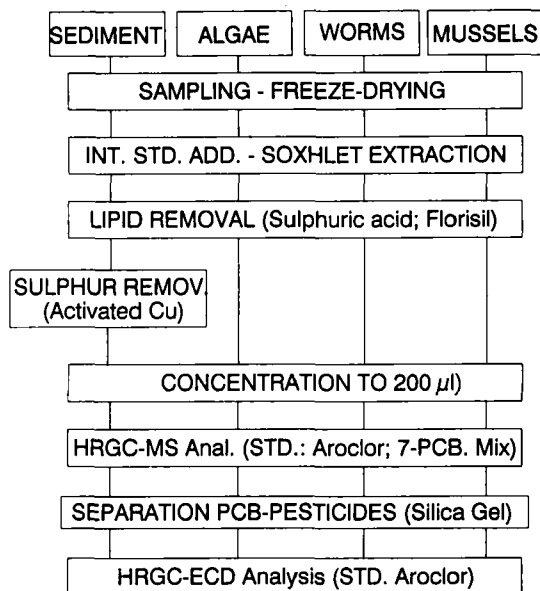 SEDIMENT ALGAE WORMS MUSSELS
SAMPLING - FREEZE-DRYING
INT. STD. ADD. - SOXHLET EXTRACTION
LIPID REMOVAL (Sulphuric acid; Florisil)
SULPHUR REMOV.
(Activated Cu)
CONCENTRATION TO 200 µl)
HRGC-MS Anal. (STD.: Aroclor; 7-PCB. Mix)
SEPARATION PCB-PESTICIDES (Silica Gel)
HRGC-ECD Analysis (STD. Aroclor)